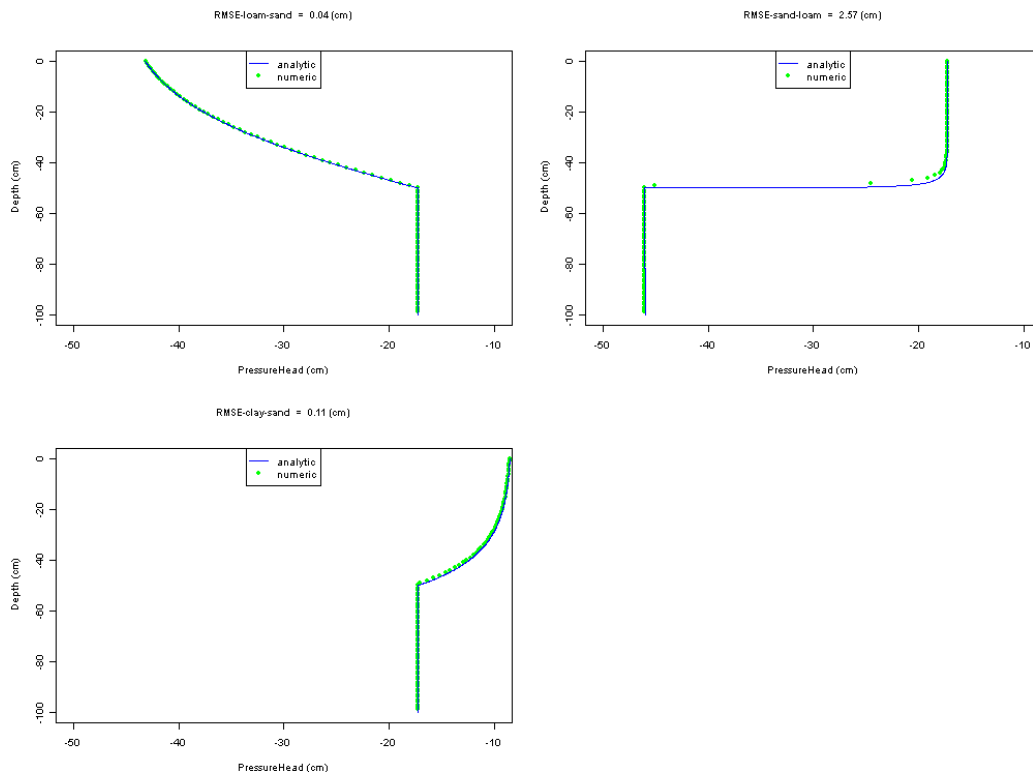 RMSE-loam-sand = 0.04 (cm)
analytic
numeric
Depth (cm)
0
-20
-40
-60
-80
-100
-50
-40
-30
-20
-10
PressureHead (cm)
RMSE-sand-loam = 2.57 (cm)
analytic
numeric
Depth (cm)
0
-20
-40
-60
-80
-100
-50
-40
-30
-20
-10
PressureHead (cm)
RMSE-clay-sand = 0.11 (cm)
analytic
numeric
Depth (cm)
0
-20
-40
-60
-80
-100
-50
-40
-30
-20
-10
PressureHead (cm)